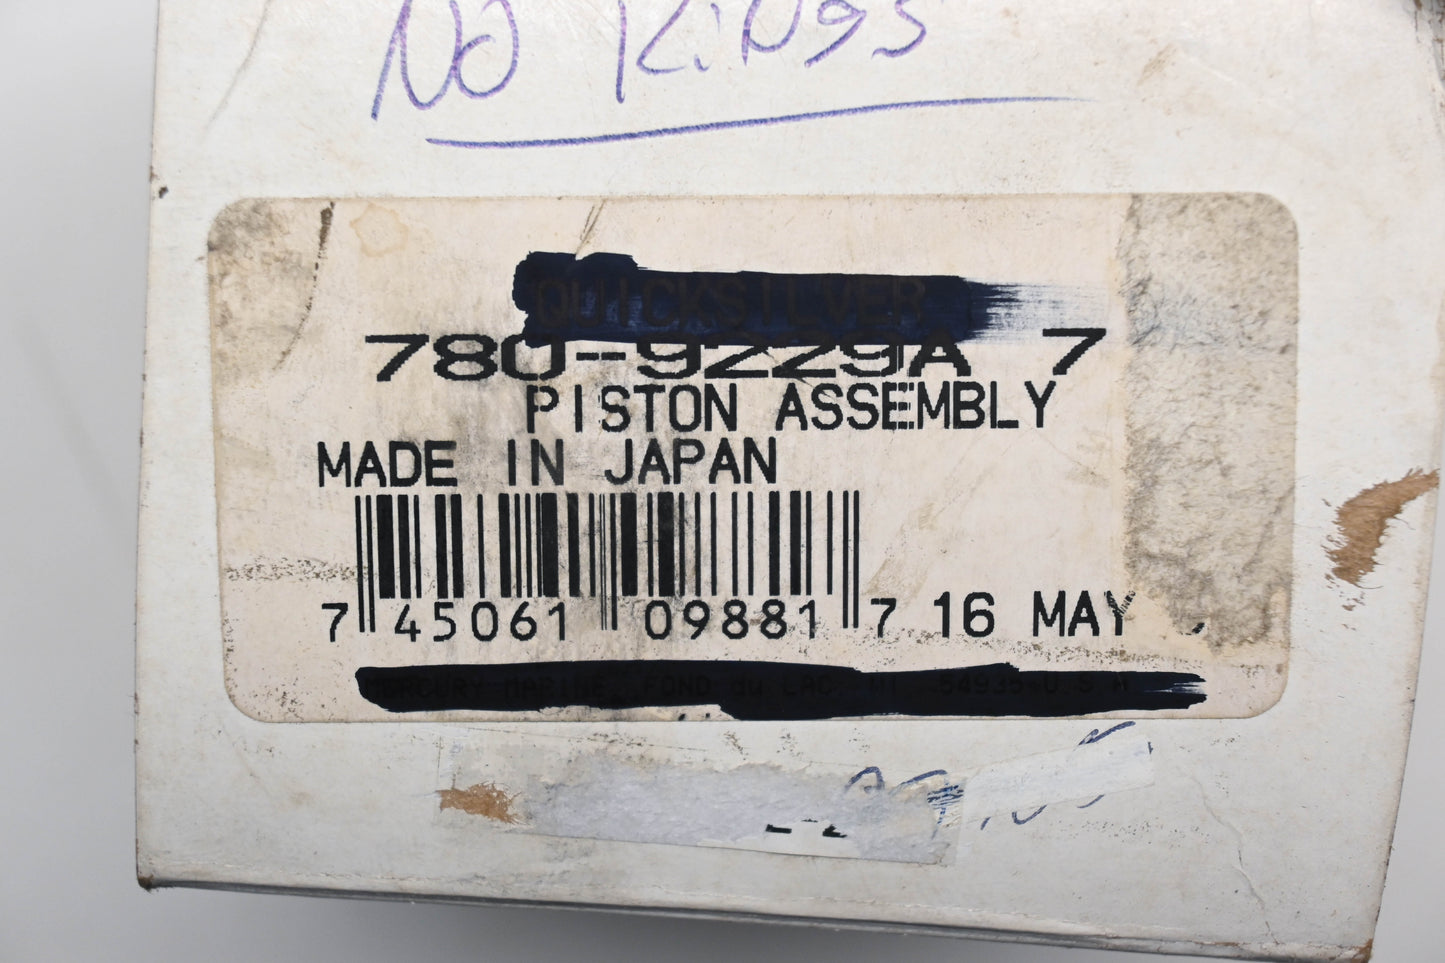 No Rings
QUICKSILVER
780-9229A 7
PISTON ASSEMBLY
MADE IN JAPAN
7 45061 09881 7 16 MAY
MERCURY MARINE, FOND du LAC, WI 54935 U.S.A